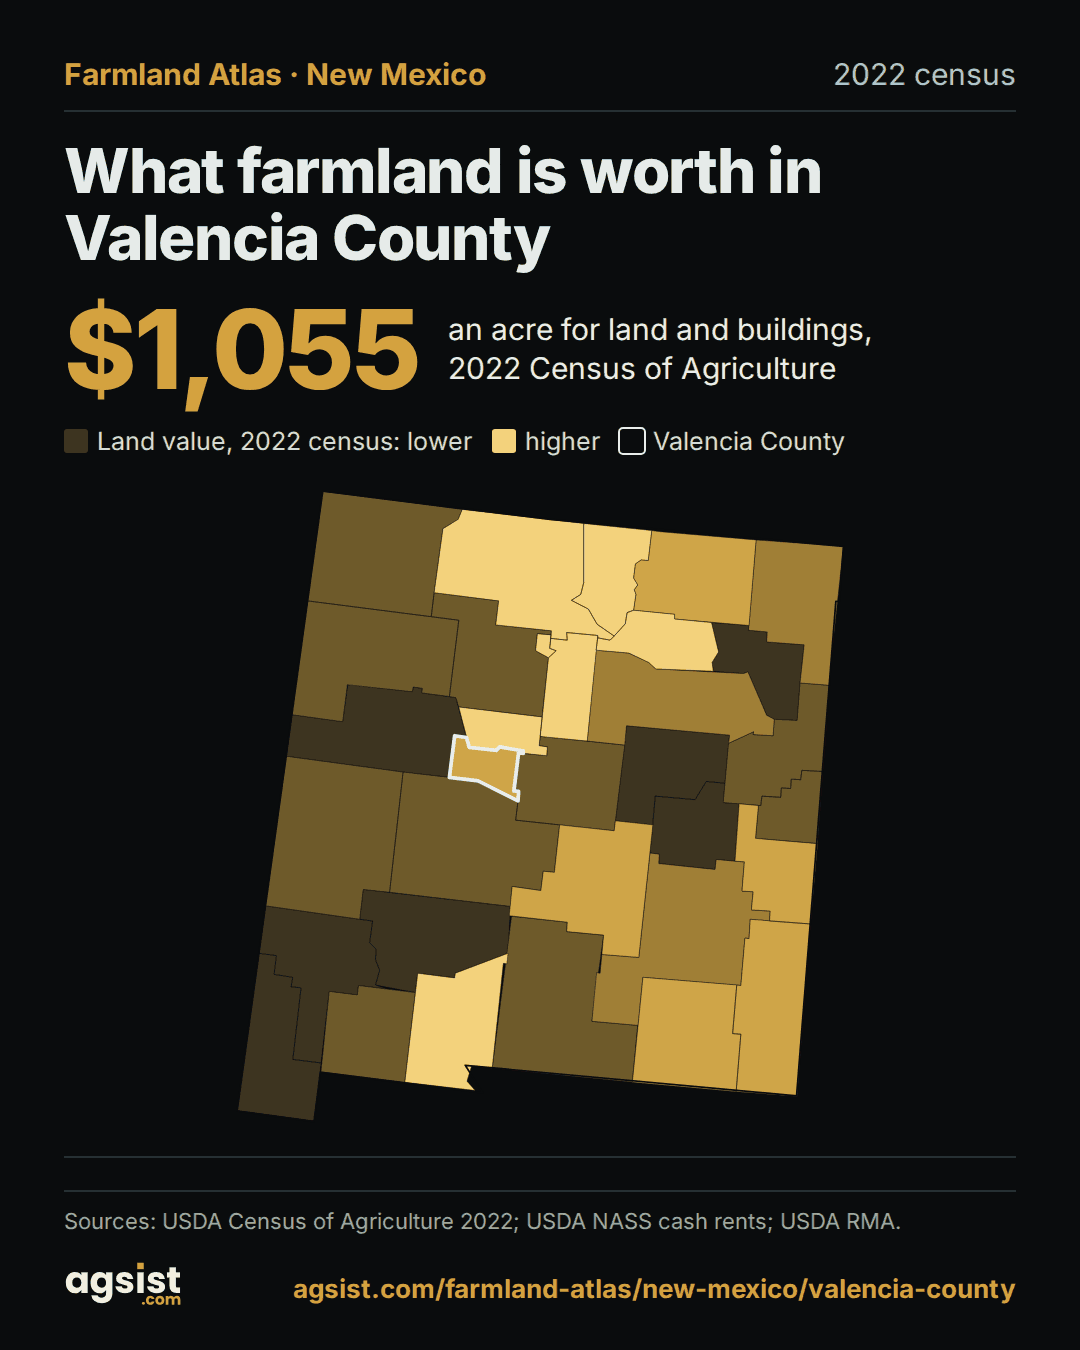 Farmland Atlas · New Mexico
2022 census
What farmland is worth in
Valencia County
$1,055
an acre for land and buildings,
2022 Census of Agriculture
Land value, 2022 census: lower
higher
Valencia County
Sources: USDA Census of Agriculture 2022; USDA NASS cash rents; USDA RMA.
agsist
.com
agsist.com/farmland-atlas/new-mexico/valencia-county